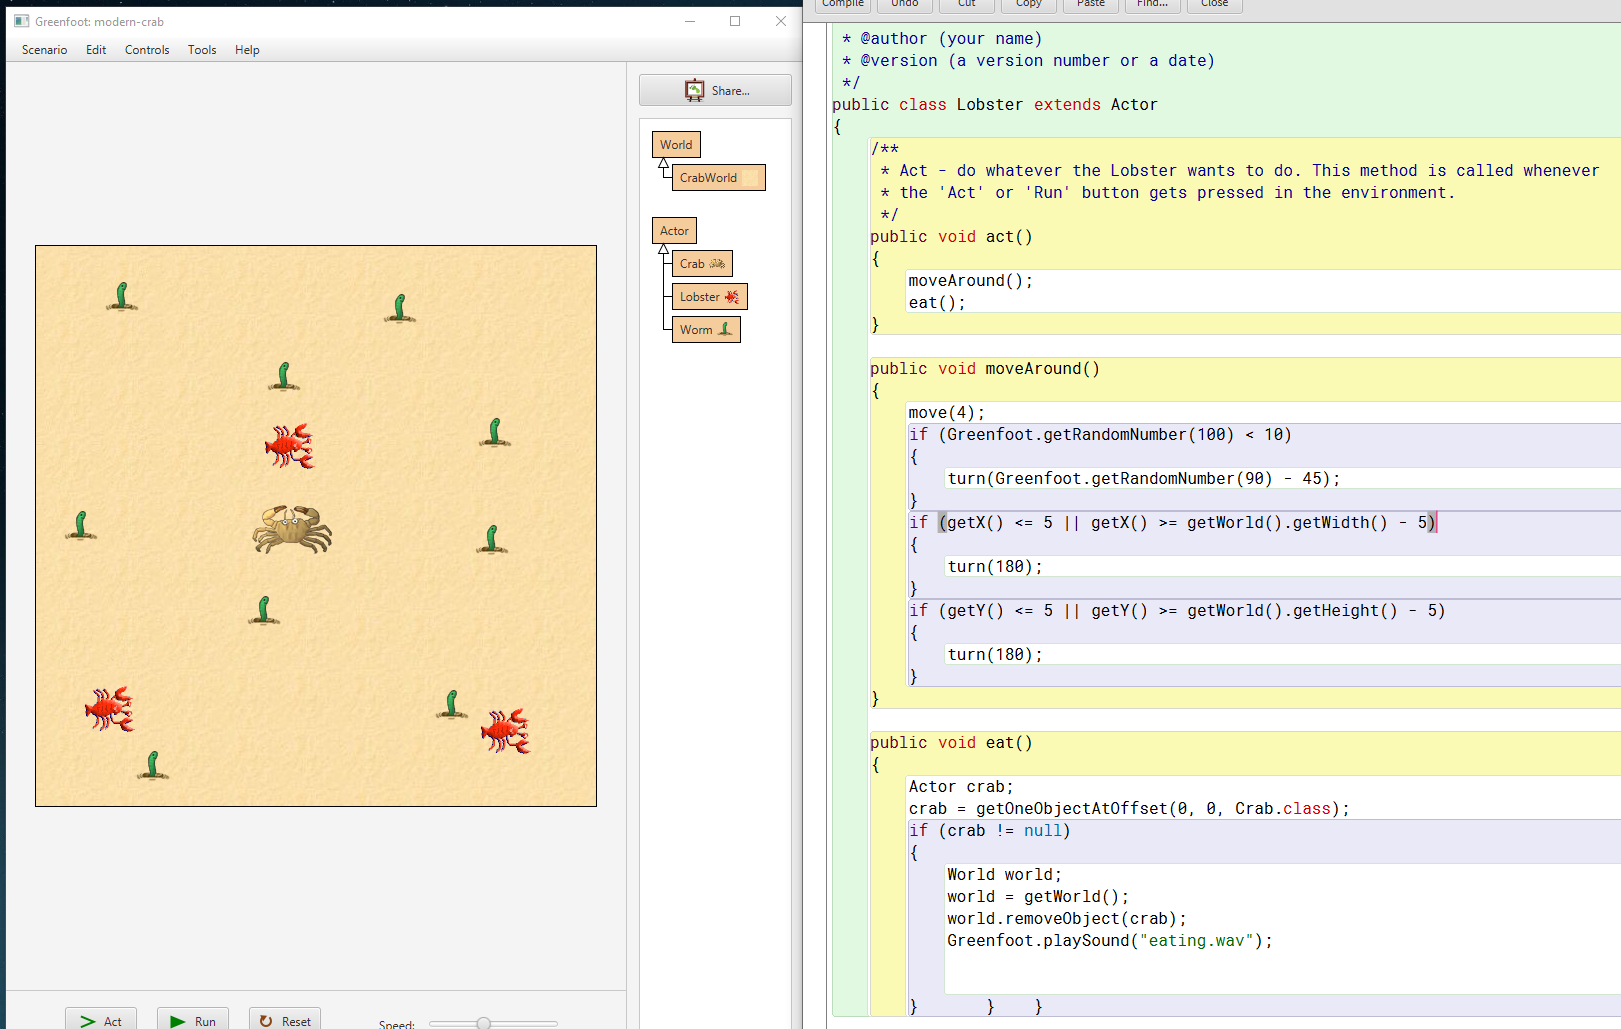 Greenfoot: modern-crab
Scenario Edit Controls Tools Help
Share...
World
CrabWorld
Actor
Crab
Lobster
Worm
Act Run Reset Speed:
Compile Undo Cut Copy Paste Find... Close
* @author (your name)
* @version (a version number or a date)
*/
public class Lobster extends Actor
{
/**
* Act - do whatever the Lobster wants to do. This method is called whenever
* the 'Act' or 'Run' button gets pressed in the environment.
*/
public void act()
{
moveAround();
eat();
}
public void moveAround()
{
move(4);
if (Greenfoot.getRandomNumber(100) < 10)
{
turn(Greenfoot.getRandomNumber(90) - 45);
}
if (getX() <= 5 || getX() >= getWorld().getWidth() - 5)
{
turn(180);
}
if (getY() <= 5 || getY() >= getWorld().getHeight() - 5)
{
turn(180);
}
}
public void eat()
{
Actor crab;
crab = getOneObjectAtOffset(0, 0, Crab.class);
if (crab != null)
{
World world;
world = getWorld();
world.removeObject(crab);
Greenfoot.playSound("eating.wav");
} } }